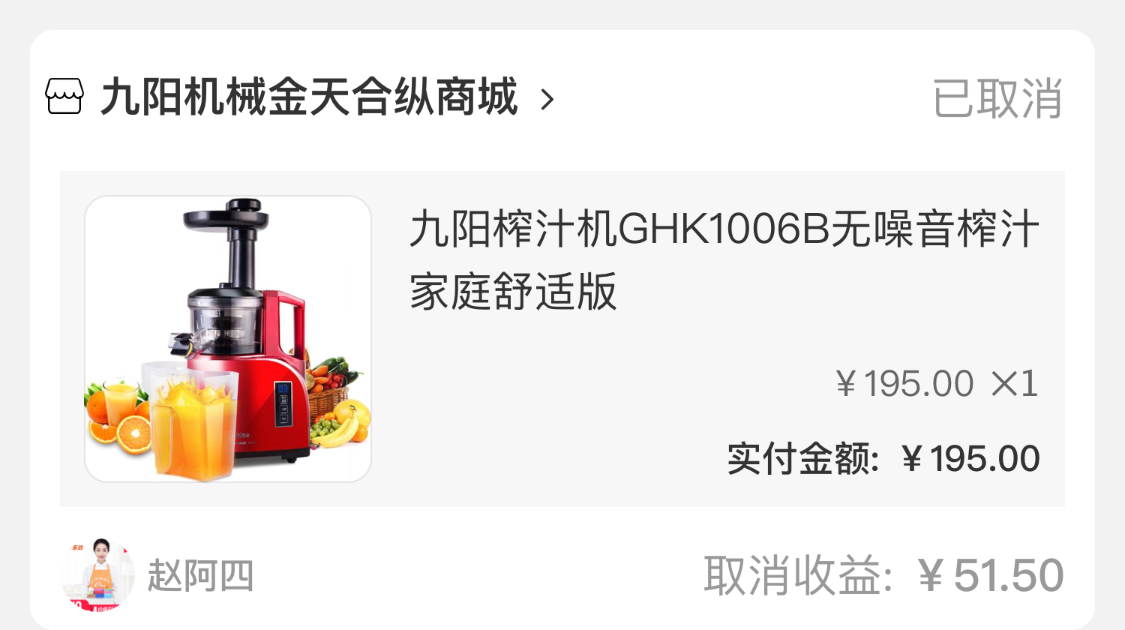 九阳机械金天合纵商城 >
已取消
九阳榨汁机GHK1006B无噪音榨汁
家庭舒适版
¥195.00 ×1
实付金额: ¥195.00
赵阿四
取消收益: ¥51.50